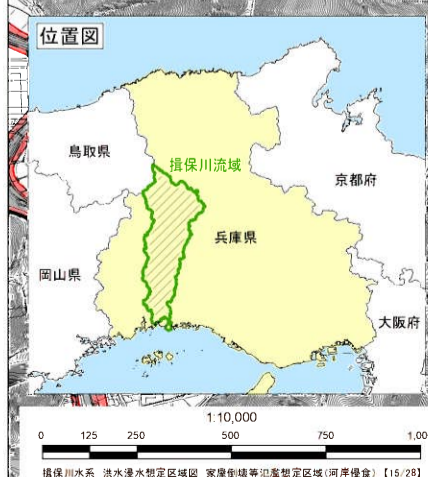 位置図
鳥取県
揖保川流域
京都府
兵庫県
岡山県
大阪府
1:10,000
0 125 250 500 750 1,00
揖保川水系 洪水浸水想定区域図 家屋倒壊等氾濫想定区域(河岸侵食)【15/28】